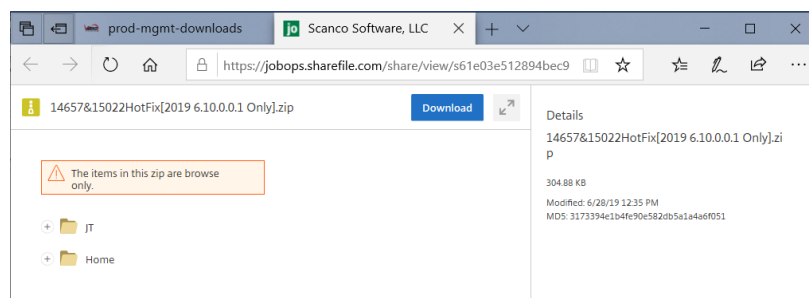 prod-mgmt-downloads
jo Scanco Software, LLC
https://jobops.sharefile.com/share/view/s61e03e512894bec9
14657&15022HotFix[2019 6.10.0.0.1 Only].zip
Download
The items in this zip are browse
only.
JT
Home
Details
14657&15022HotFix[2019 6.10.0.0.1 Only].zi
p
304.88 KB
Modified: 6/28/19 12:35 PM
MD5: 3173394e1b4fe90e582db5a1a4a6f051